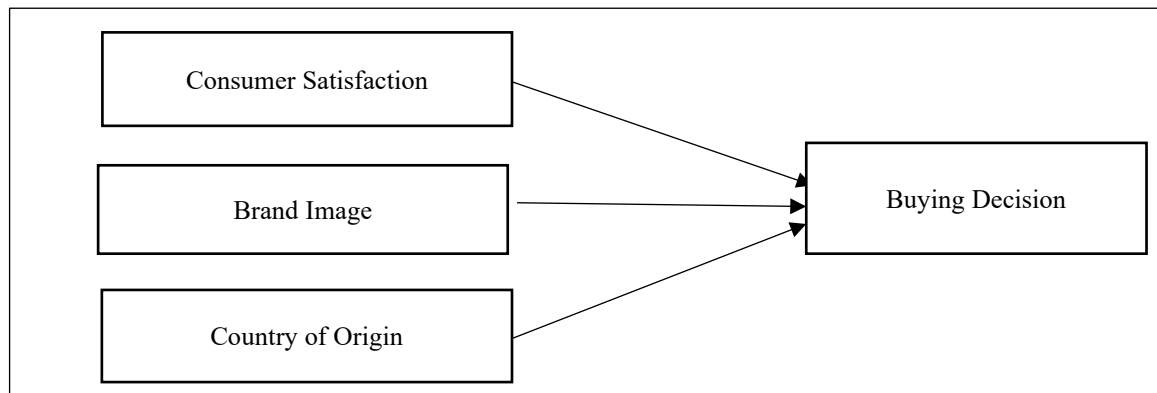 Consumer Satisfaction
Brand Image
Buying Decision
Country of Origin